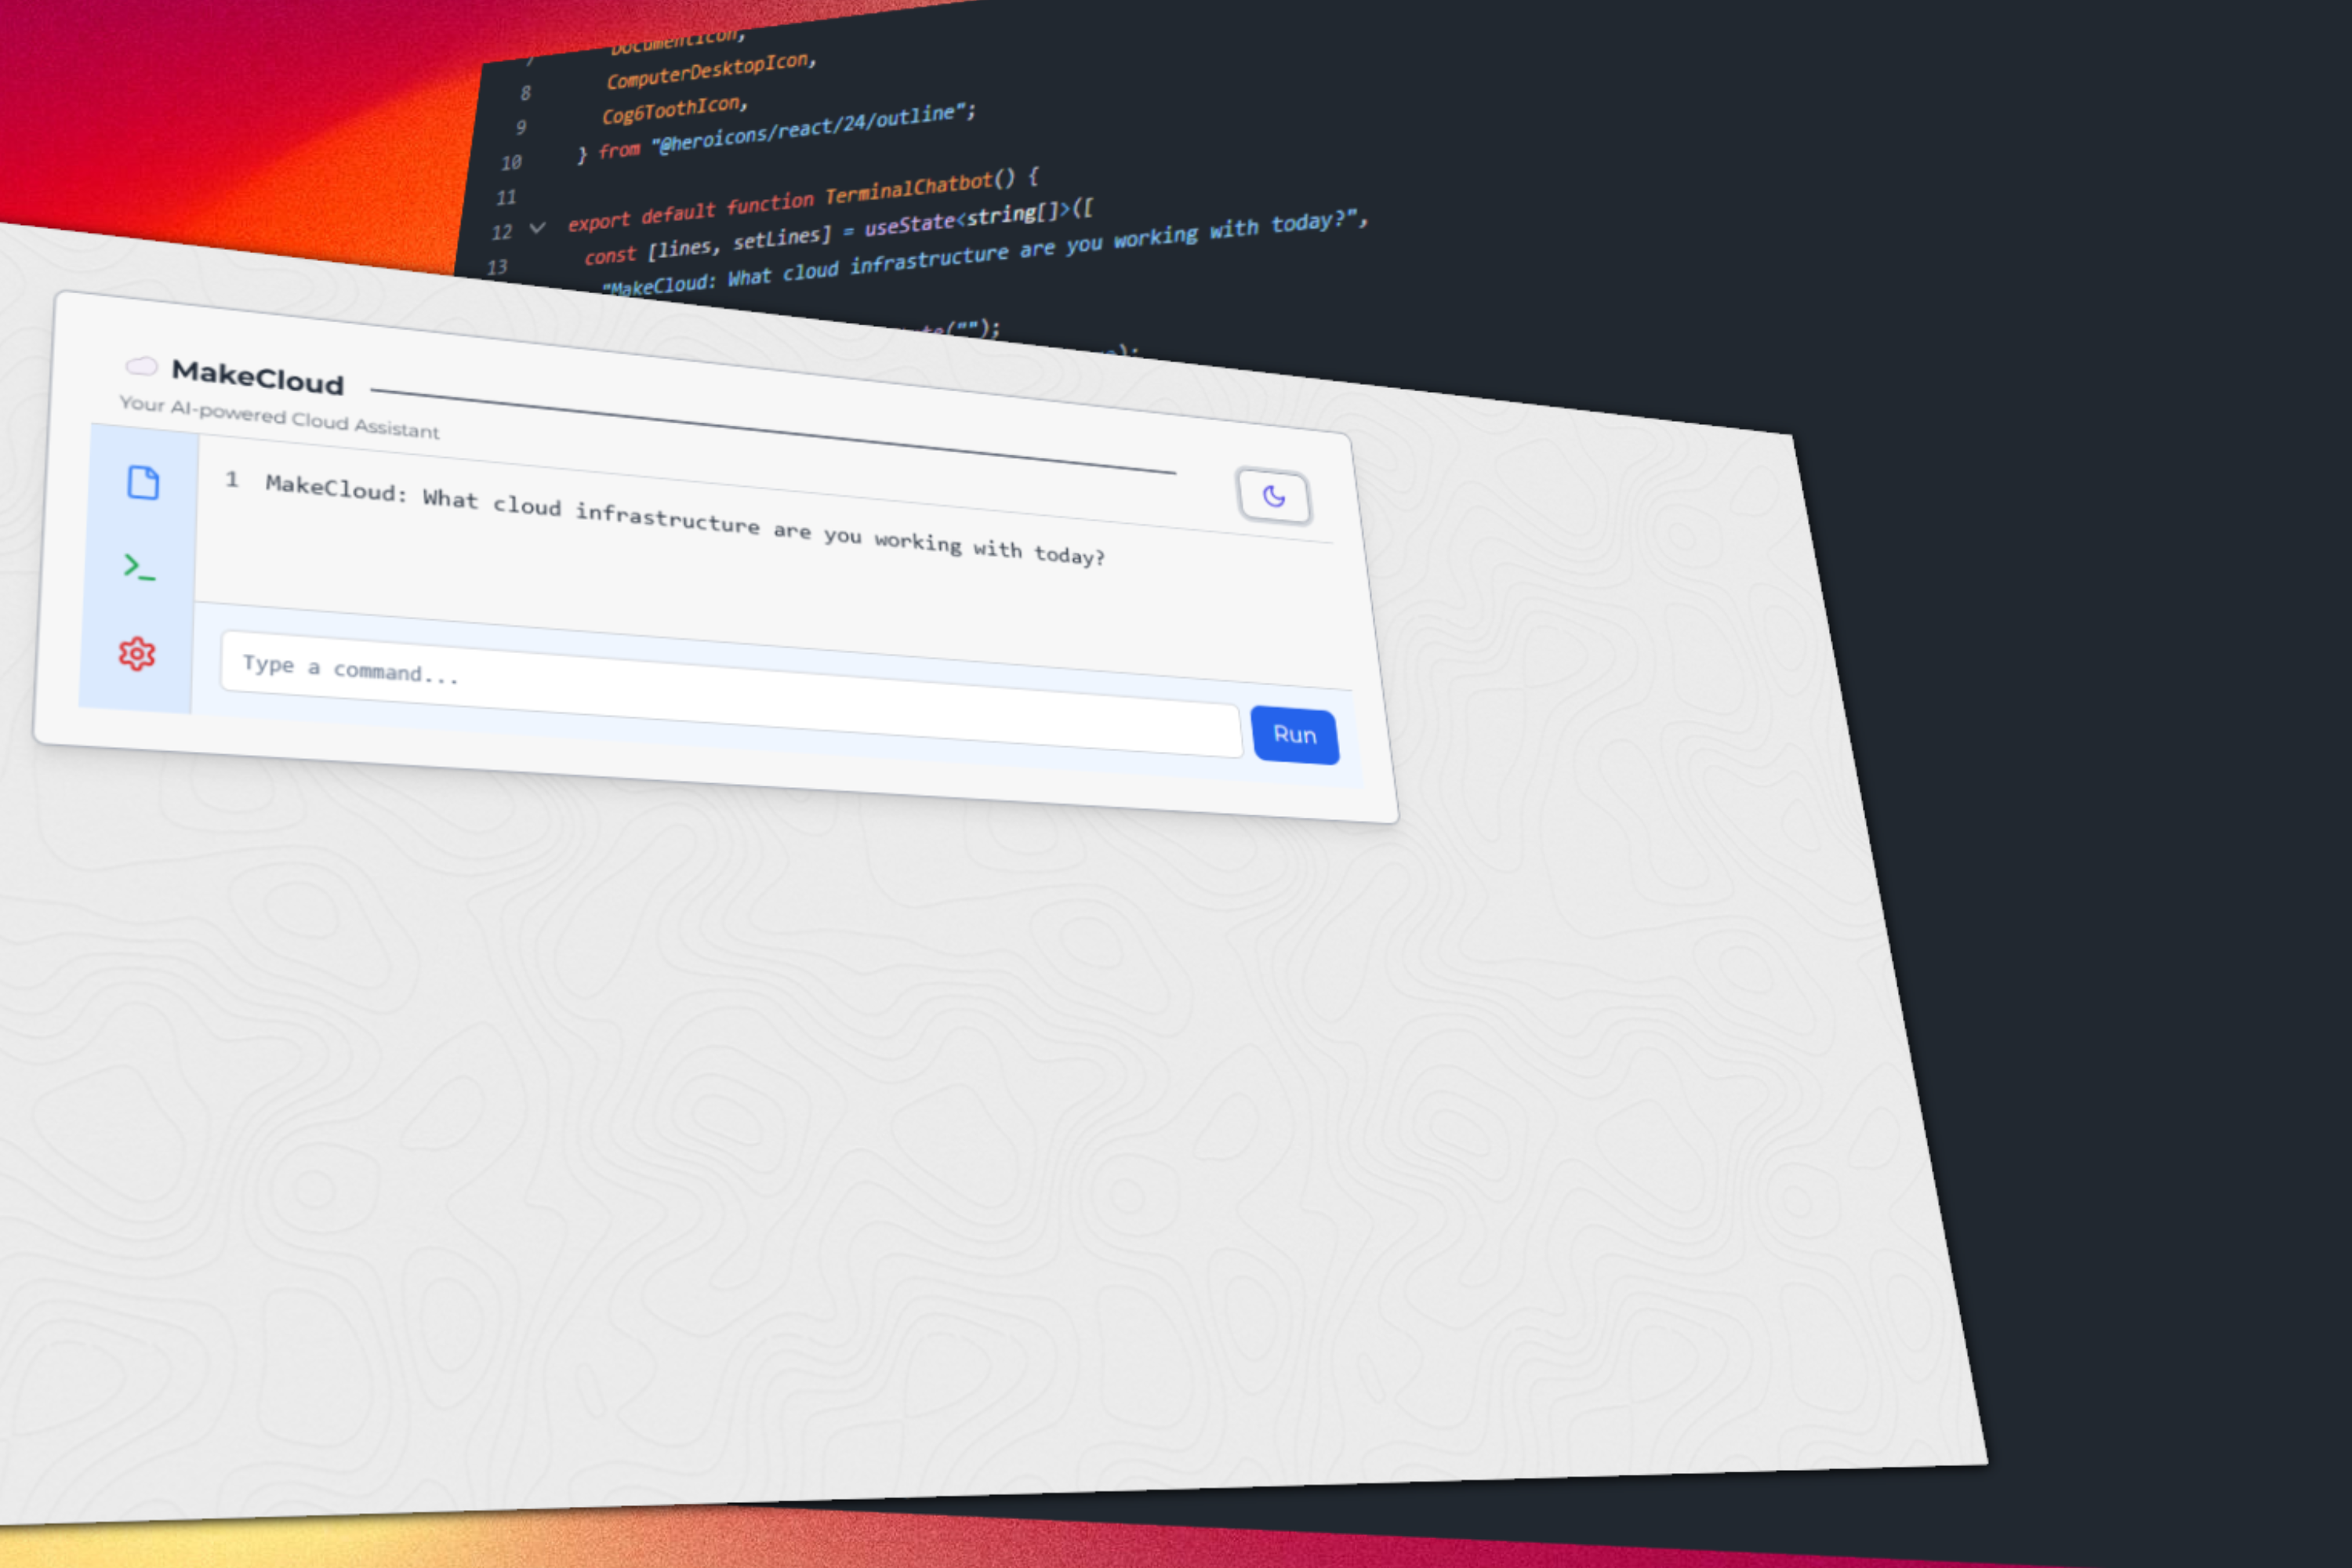 7 DocumentIcon,
8 ComputerDesktopIcon,
9 Cog6ToothIcon,
10 } from "@heroicons/react/24/outline";
11
12 export default function TerminalChatbot() {
13 const [lines, setLines] = useState<string[]>([
"MakeCloud: What cloud infrastructure are you working with today?",
te("");
);
MakeCloud
Your AI-powered Cloud Assistant
1 MakeCloud: What cloud infrastructure are you working with today?
>_
Type a command...
Run